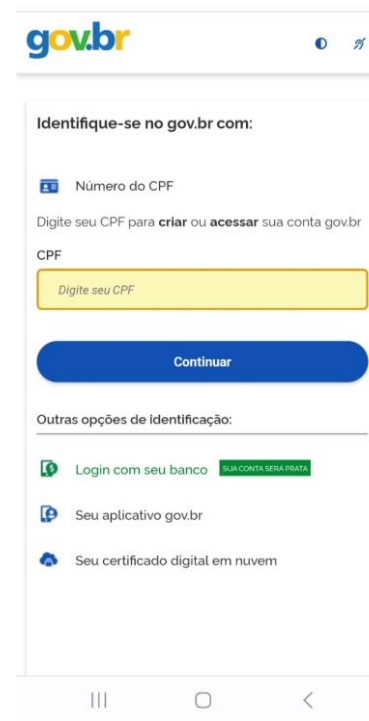 gov.br
Identifique-se no gov.br com:
Número do CPF
Digite seu CPF para criar ou acessar sua conta gov.br
CPF
Digite seu CPF
Continuar
Outras opções de identificação:
Login com seu banco SUA CONTA SERÁ PRATA
Seu aplicativo gov.br
Seu certificado digital em nuvem